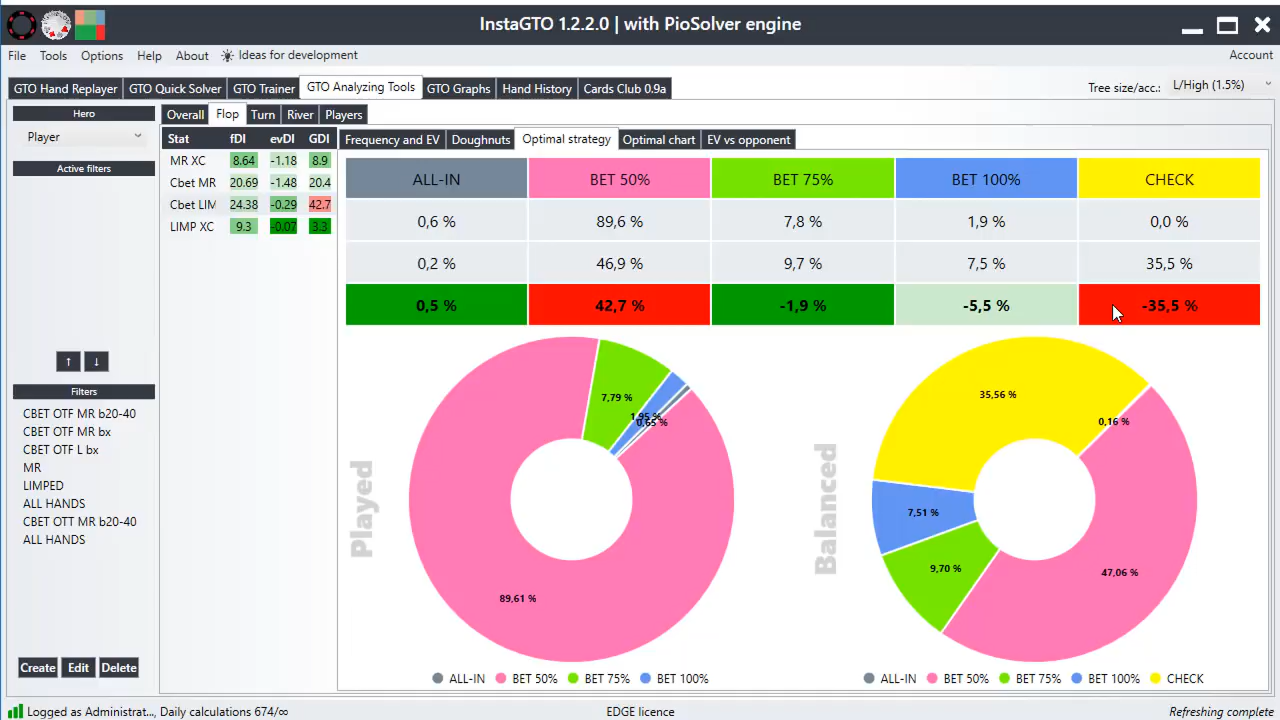 InstaGTO 1.2.2.0 | with PioSolver engine
File Tools Options Help About Ideas for development Account
GTO Hand Replayer GTO Quick Solver GTO Trainer GTO Analyzing Tools GTO Graphs Hand History Cards Club 0.9a Tree size/acc.: L/High (1.5%)
Hero
Player
Active filters
↑ ↓
Filters
CBET OTF MR b20-40
CBET OTF MR bx
CBET OTF L bx
MR
LIMPED
ALL HANDS
CBET OTT MR b20-40
ALL HANDS
Create Edit Delete
Overall Flop Turn River Players
Stat fDI evDI GDI
MR XC 8.64 -1.18 8.9
Cbet MR 20.69 -1.48 20.4
Cbet LIM 24.38 -0.29 42.7
LIMP XC 9.3 -0.07 3.3
Frequency and EV Doughnuts Optimal strategy Optimal chart EV vs opponent
ALL-IN BET 50% BET 75% BET 100% CHECK
0,6 % 89,6 % 7,8 % 1,9 % 0,0 %
0,2 % 46,9 % 9,7 % 7,5 % 35,5 %
0,5 % 42,7 % -1,9 % -5,5 % -35,5 %
Played
7,79 %
1,95 %
0,65 %
89,61 %
ALL-IN BET 50% BET 75% BET 100%
Balanced
35,56 %
0,16 %
7,51 %
9,70 %
47,06 %
ALL-IN BET 50% BET 75% BET 100% CHECK
Logged as Administrat..., Daily calculations 674/∞ EDGE licence Refreshing complete